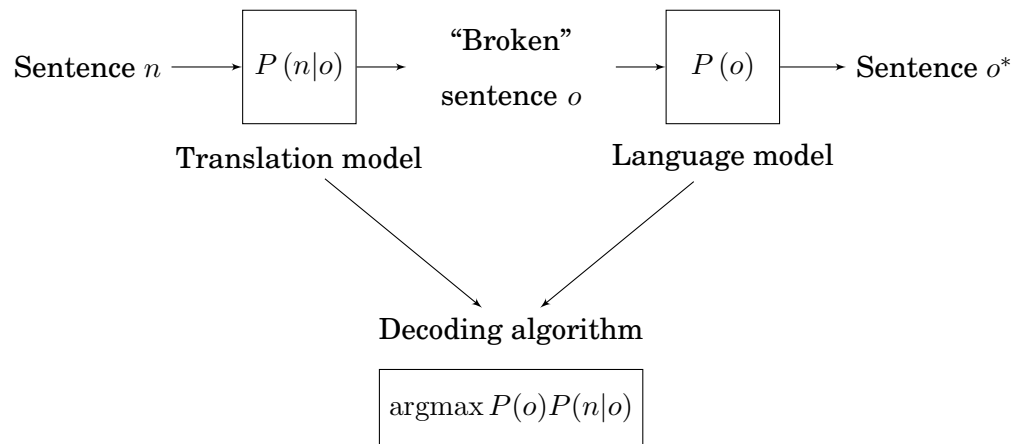 Sentence n
P (n|o)
“Broken”
sentence o
P (o)
Sentence o*
Translation model
Language model
Decoding algorithm
argmax P(o)P(n|o)